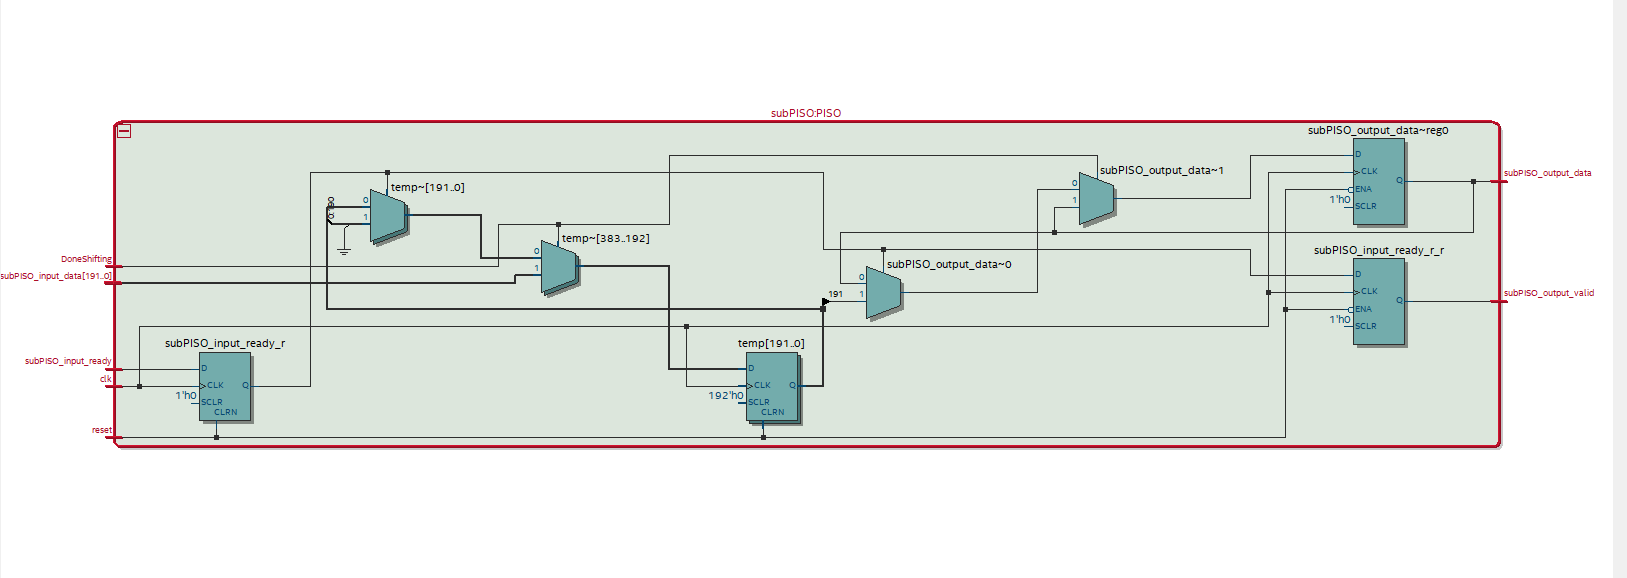 subPISO:PISO
subPISO_output_data~reg0
D
CLK
Q
ENA
1'h0
SCLR
subPISO_output_data
subPISO_output_data~1
0
1
temp~[191..0]
0
1
0:190
temp~[383..192]
0
1
DoneShifting
subPISO_input_data[191..0]
subPISO_output_data~0
0
191
1
subPISO_input_ready_r_r
D
CLK
Q
ENA
1'h0
SCLR
subPISO_output_valid
subPISO_input_ready_r
D
CLK
Q
1'h0
SCLR
CLRN
temp[191..0]
D
CLK
Q
192'h0
SCLR
CLRN
subPISO_input_ready
clk
reset